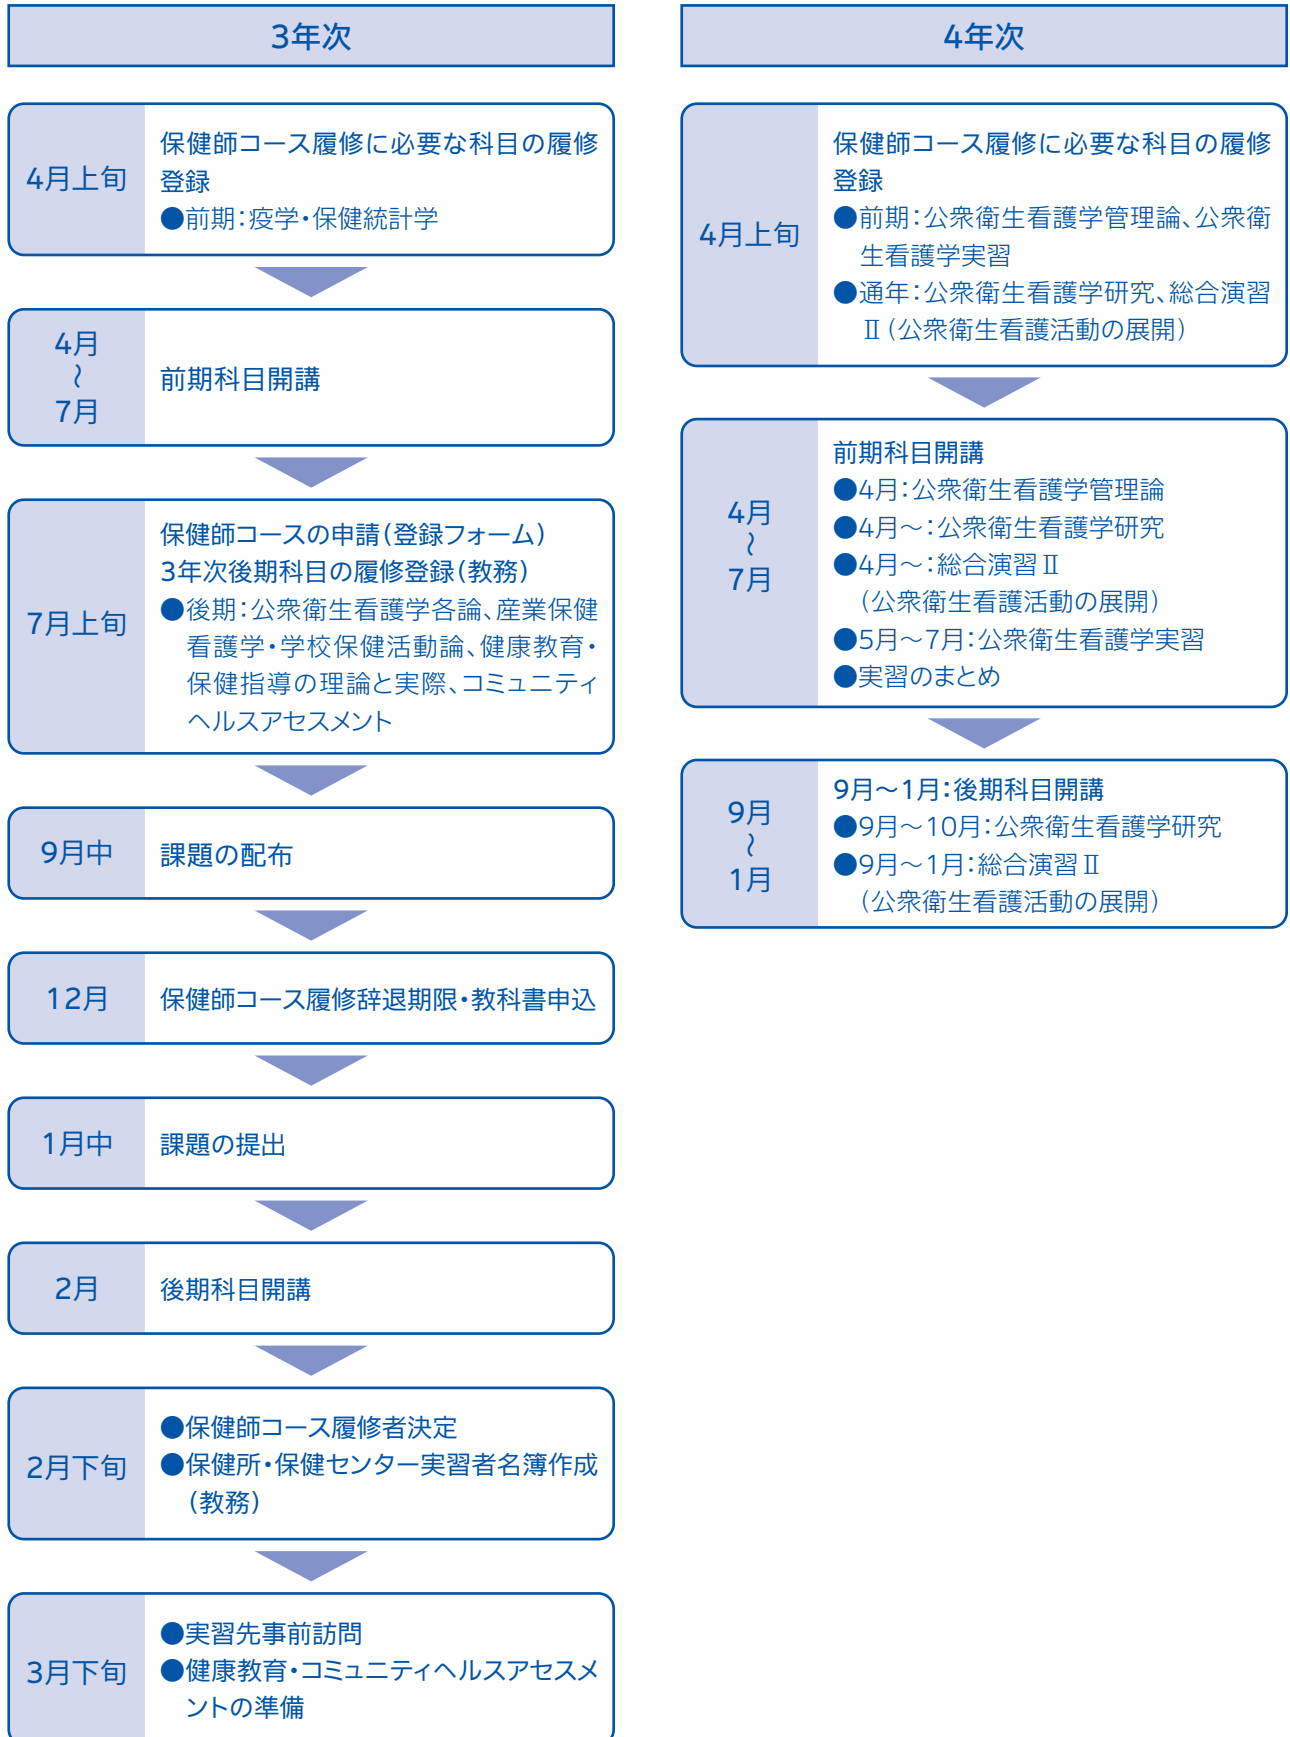 3年次
4月上旬
保健師コース履修に必要な科目の履修
登録
●前期：疫学・保健統計学
4月
〜
7月
前期科目開講
7月上旬
保健師コースの申請（登録フォーム）
3年次後期科目の履修登録（教務）
●後期：公衆衛生看護学各論、産業保健
看護学・学校保健活動論、健康教育・
保健指導の理論と実際、コミュニティ
ヘルスアセスメント
9月中
課題の配布
12月
保健師コース履修辞退期限・教科書申込
1月中
課題の提出
2月
後期科目開講
2月下旬
●保健師コース履修者決定
●保健所・保健センター実習者名簿作成
（教務）
3月下旬
●実習先事前訪問
●健康教育・コミュニティヘルスアセスメ
ントの準備
4年次
4月上旬
保健師コース履修に必要な科目の履修
登録
●前期：公衆衛生看護学管理論、公衆衛
生看護学実習
●通年：公衆衛生看護学研究、総合演習
Ⅱ（公衆衛生看護活動の展開）
4月
〜
7月
前期科目開講
●4月：公衆衛生看護学管理論
●4月〜：公衆衛生看護学研究
●4月〜：総合演習Ⅱ
（公衆衛生看護活動の展開）
●5月〜7月：公衆衛生看護学実習
●実習のまとめ
9月
〜
1月
9月〜1月：後期科目開講
●9月〜10月：公衆衛生看護学研究
●9月〜1月：総合演習Ⅱ
（公衆衛生看護活動の展開）